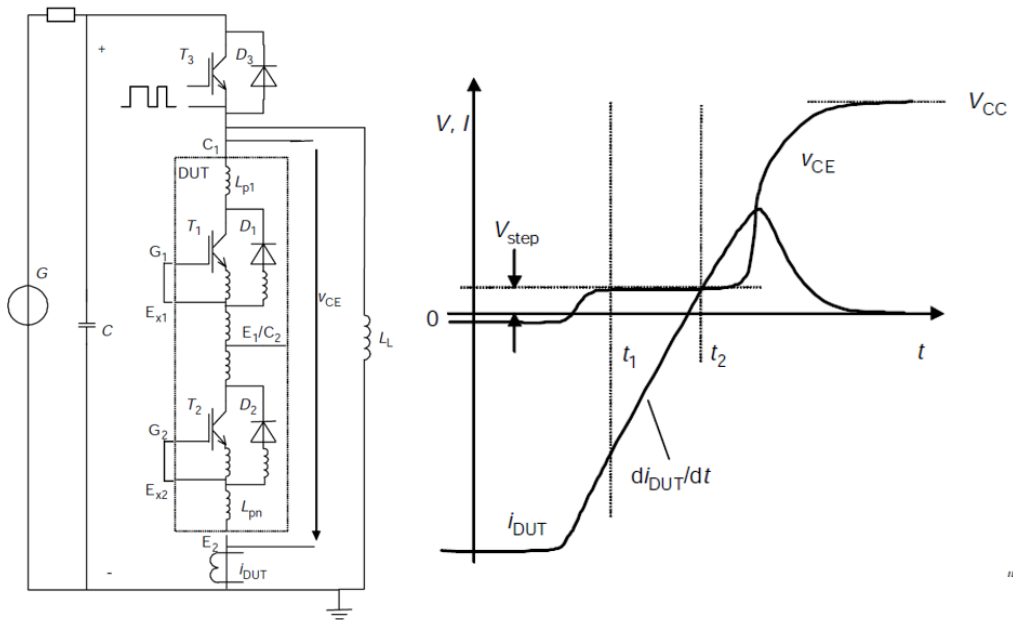 +
T3
D3
C1
DUT
Lp1
T1
D1
G1
G
vCE
Ex1
E1/C2
C
LL
T2
D2
G2
Ex2
Lpn
E2
-
iDUT
V, I
VCC
vCE
Vstep
0
t1
t2
t
diDUT/dt
iDUT